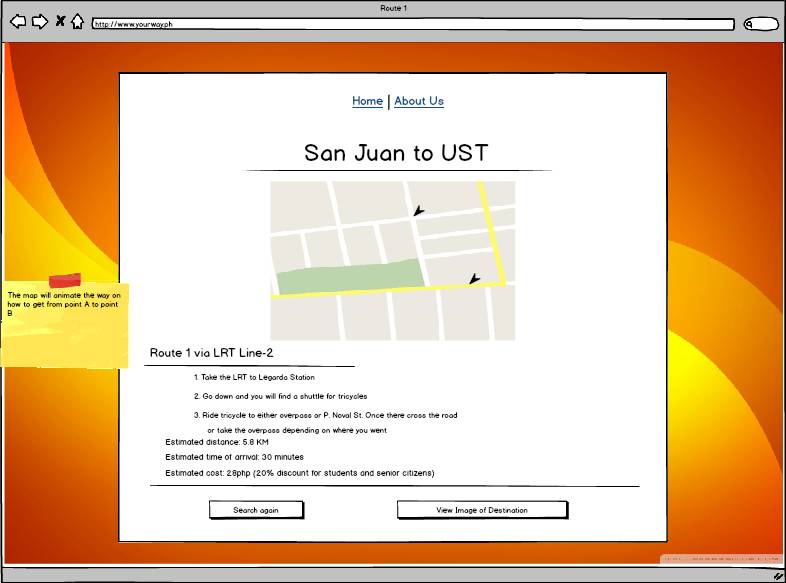 Route 1
http://www.yourway.ph
Home | About Us
San Juan to UST
The map will animate the way on
how to get from point A to point
B
Route 1 via LRT Line-2
1. Take the LRT to Legarda Station
2. Go down and you will find a shuttle for tricycles
3. Ride tricycle to either overpass or P. Noval St. Once there cross the road
or take the overpass depending on where you went
Estimated distance: 5.8 KM
Estimated time of arrival: 30 minutes
Estimated cost: 28php (20% discount for students and senior citizens)
Search again
View Image of Destination